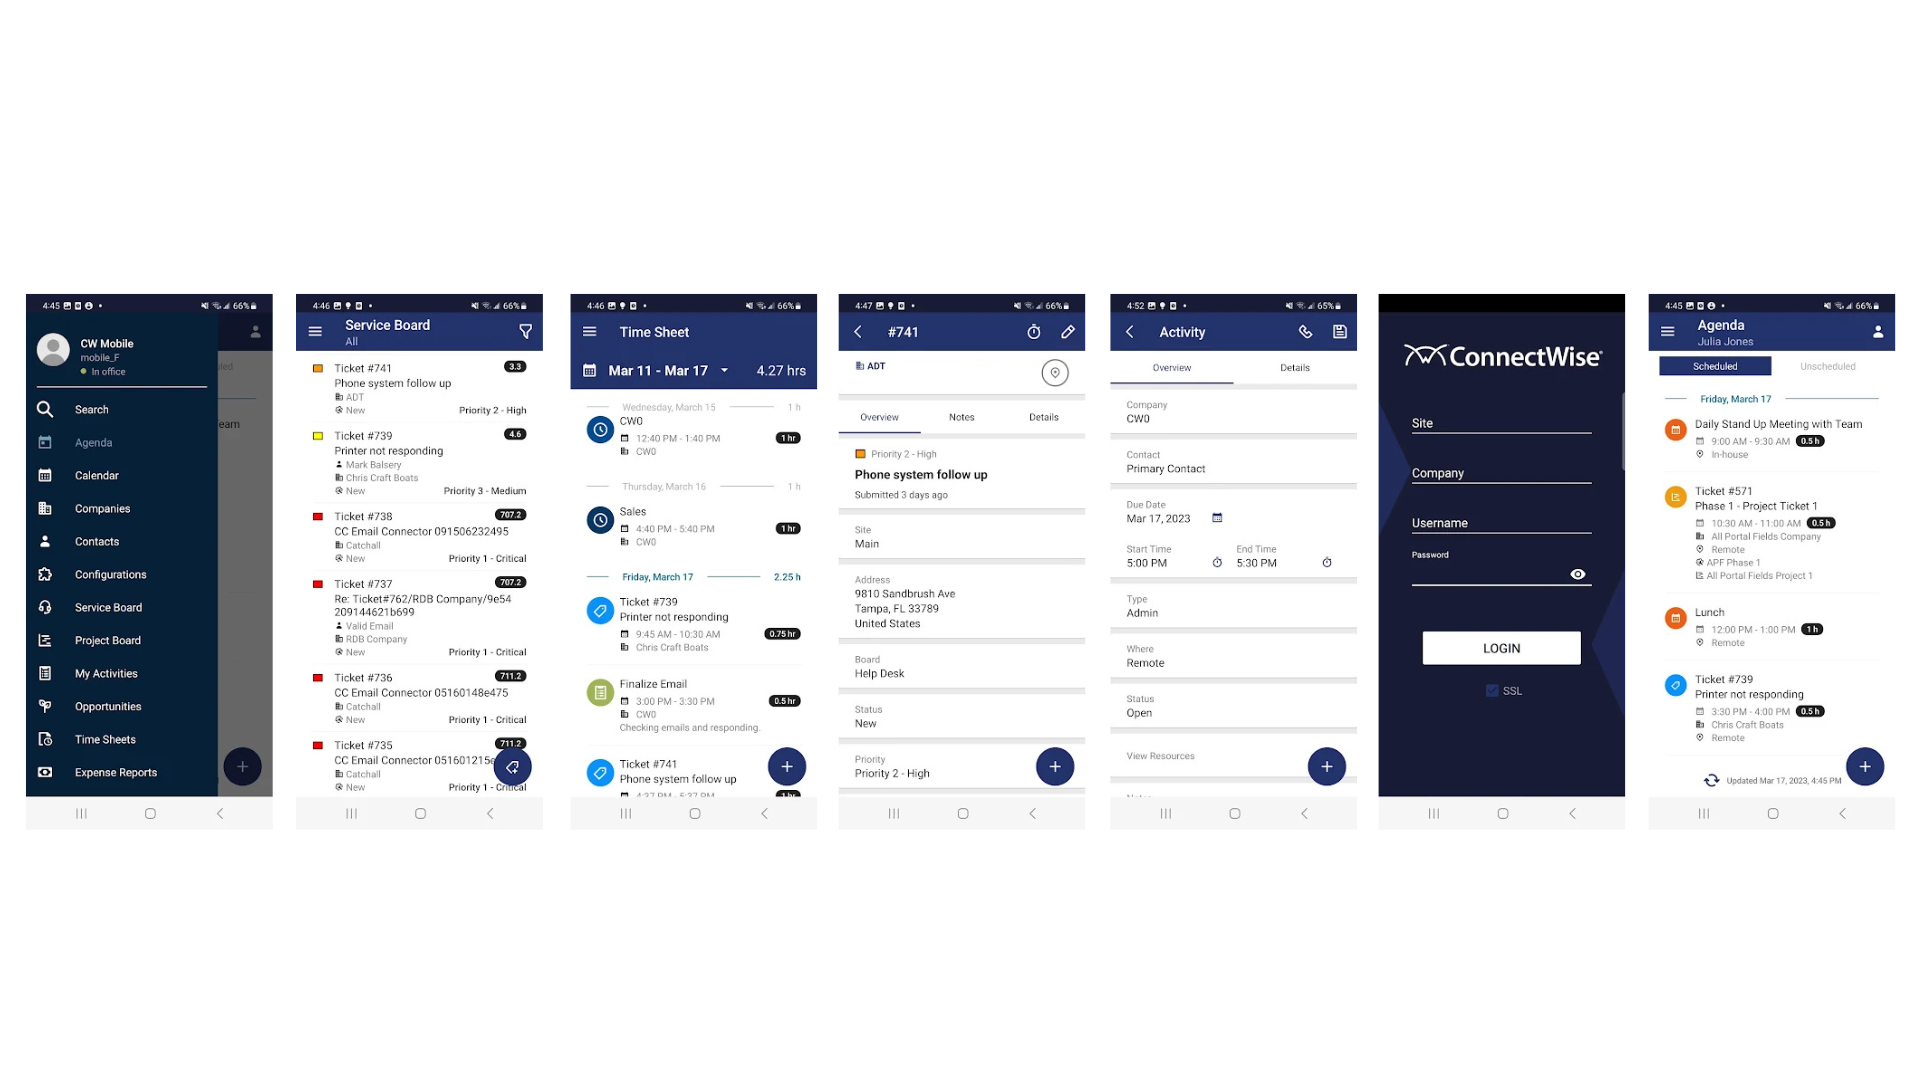 4:45
66%
CW Mobile
mobile_F
In office
Search
Agenda
Calendar
Companies
Contacts
Configurations
Service Board
Project Board
My Activities
Opportunities
Time Sheets
Expense Reports
4:46
66%
Service Board
All
Ticket #741
3.3
Phone system follow up
ADT
New
Priority 2 - High
Ticket #739
4.6
Printer not responding
Mark Balsery
Chris Craft Boats
New
Priority 3 - Medium
Ticket #738
707.2
CC Email Connector 091506232495
Catchall
New
Priority 1 - Critical
Ticket #737
707.2
Re: Ticket#762/RDB Company/9e54
209144621b699
Valid Email
RDB Company
New
Priority 1 - Critical
Ticket #736
711.2
CC Email Connector 05160148e475
Catchall
New
Priority 1 - Critical
Ticket #735
711.2
CC Email Connector 051601215e
Catchall
New
Priority 1 - Critical
4:46
66%
Time Sheet
Mar 11 - Mar 17
4.27 hrs
Wednesday, March 15
1 h
CW0
12:40 PM - 1:40 PM
1 hr
CW0
Thursday, March 16
1 h
Sales
4:40 PM - 5:40 PM
1 hr
CW0
Friday, March 17
2.25 h
Ticket #739
Printer not responding
9:45 AM - 10:30 AM
0.75 hr
Chris Craft Boats
Finalize Email
3:00 PM - 3:30 PM
0.5 hr
CW0
Checking emails and responding.
Ticket #741
Phone system follow up
4:37 PM - 5:37 PM
1 hr
4:47
66%
#741
ADT
Overview
Notes
Details
Priority 2 - High
Phone system follow up
Submitted 3 days ago
Site
Main
Address
9810 Sandbrush Ave
Tampa, FL 33789
United States
Board
Help Desk
Status
New
Priority
Priority 2 - High
4:52
65%
Activity
Overview
Details
Company
CW0
Contact
Primary Contact
Due Date
Mar 17, 2023
Start Time
End Time
5:00 PM
5:30 PM
Type
Admin
Where
Remote
Status
Open
View Resources
ConnectWise
Site
Company
Username
Password
LOGIN
SSL
4:45
66%
Agenda
Julia Jones
Scheduled
Unscheduled
Friday, March 17
Daily Stand Up Meeting with Team
9:00 AM - 9:30 AM
0.5 h
In-house
Ticket #571
Phase 1 - Project Ticket 1
10:30 AM - 11:00 AM
0.5 h
All Portal Fields Company
Remote
APF Phase 1
All Portal Fields Project 1
Lunch
12:00 PM - 1:00 PM
1 h
Remote
Ticket #739
Printer not responding
3:30 PM - 4:00 PM
0.5 h
Chris Craft Boats
Remote
Updated Mar 17, 2023, 4:45 PM